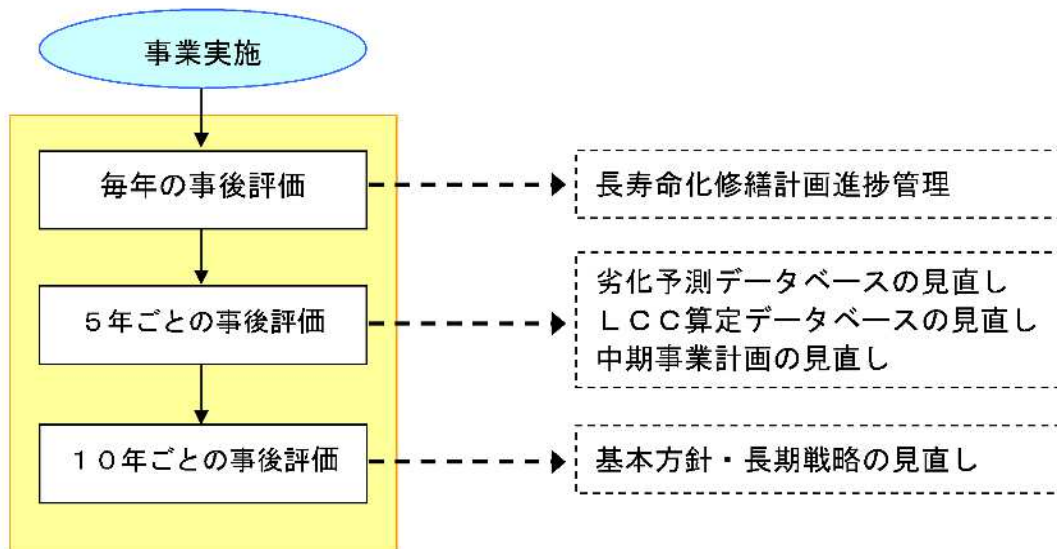 事業実施
毎年の事後評価
長寿命化修繕計画進捗管理
５年ごとの事後評価
劣化予測データベースの見直し
ＬＣＣ算定データベースの見直し
中期事業計画の見直し
１０年ごとの事後評価
基本方針・長期戦略の見直し